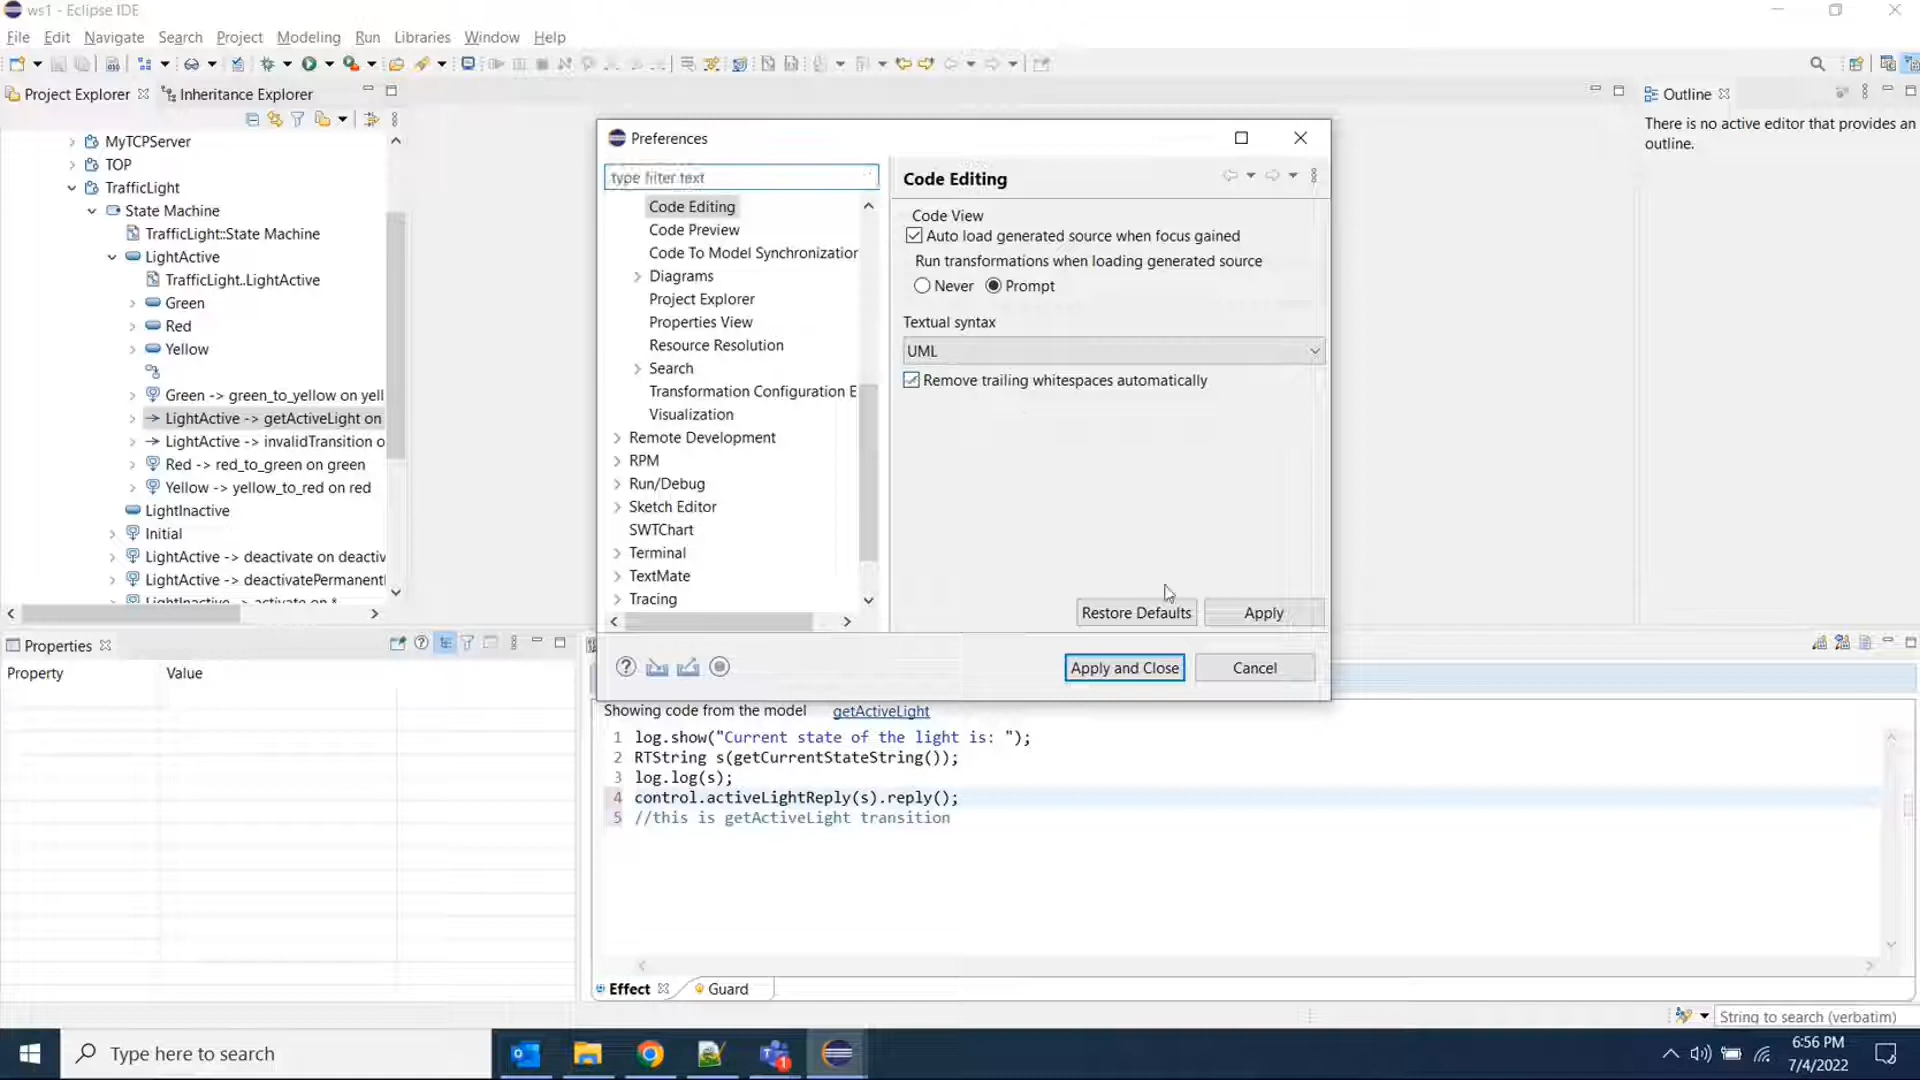 ws1 - Eclipse IDE
File Edit Navigate Search Project Modeling Run Libraries Window Help
Project Explorer
Inheritance Explorer
MyTCPServer
TOP
TrafficLight
State Machine
TrafficLight::State Machine
LightActive
TrafficLight..LightActive
Green
Red
Yellow
Green -> green_to_yellow on yell
LightActive -> getActiveLight on
LightActive -> invalidTransition o
Red -> red_to_green on green
Yellow -> yellow_to_red on red
LightInactive
Initial
LightActive -> deactivate on deactiv
LightActive -> deactivatePermanent
LightInactive -> activate on *
Outline
There is no active editor that provides an
outline.
Preferences
type filter text
Code Editing
Code Preview
Code To Model Synchronization
Diagrams
Project Explorer
Properties View
Resource Resolution
Search
Transformation Configuration E
Visualization
Remote Development
RPM
Run/Debug
Sketch Editor
SWTChart
Terminal
TextMate
Tracing
Code Editing
Code View
Auto load generated source when focus gained
Run transformations when loading generated source
Never Prompt
Textual syntax
UML
Remove trailing whitespaces automatically
Restore Defaults Apply
Apply and Close Cancel
Properties
Property Value
Showing code from the model getActiveLight
1 log.show("Current state of the light is: ");
2 RTString s(getCurrentStateString());
3 log.log(s);
4 control.activeLightReply(s).reply();
5 //this is getActiveLight transition
Effect Guard
String to search (verbatim)
Type here to search
1
6:56 PM
7/4/2022